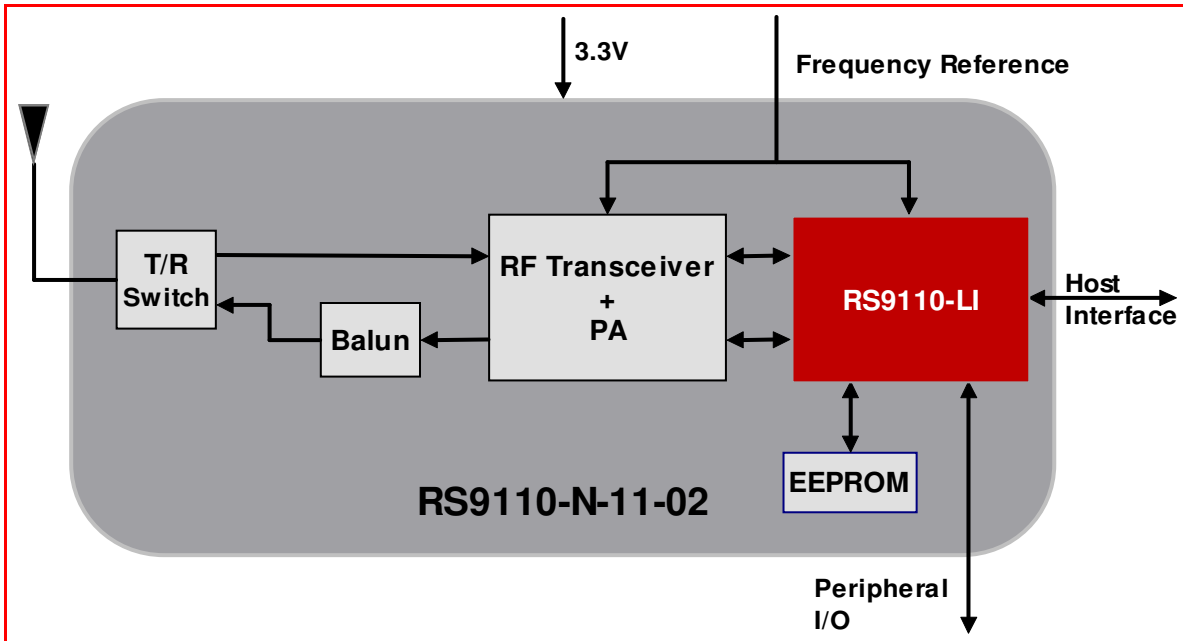 3.3V
Frequency Reference
T/R
Switch
Balun
RF Transceiver
+
PA
RS9110-LI
Host
Interface
EEPROM
RS9110-N-11-02
Peripheral
I/O